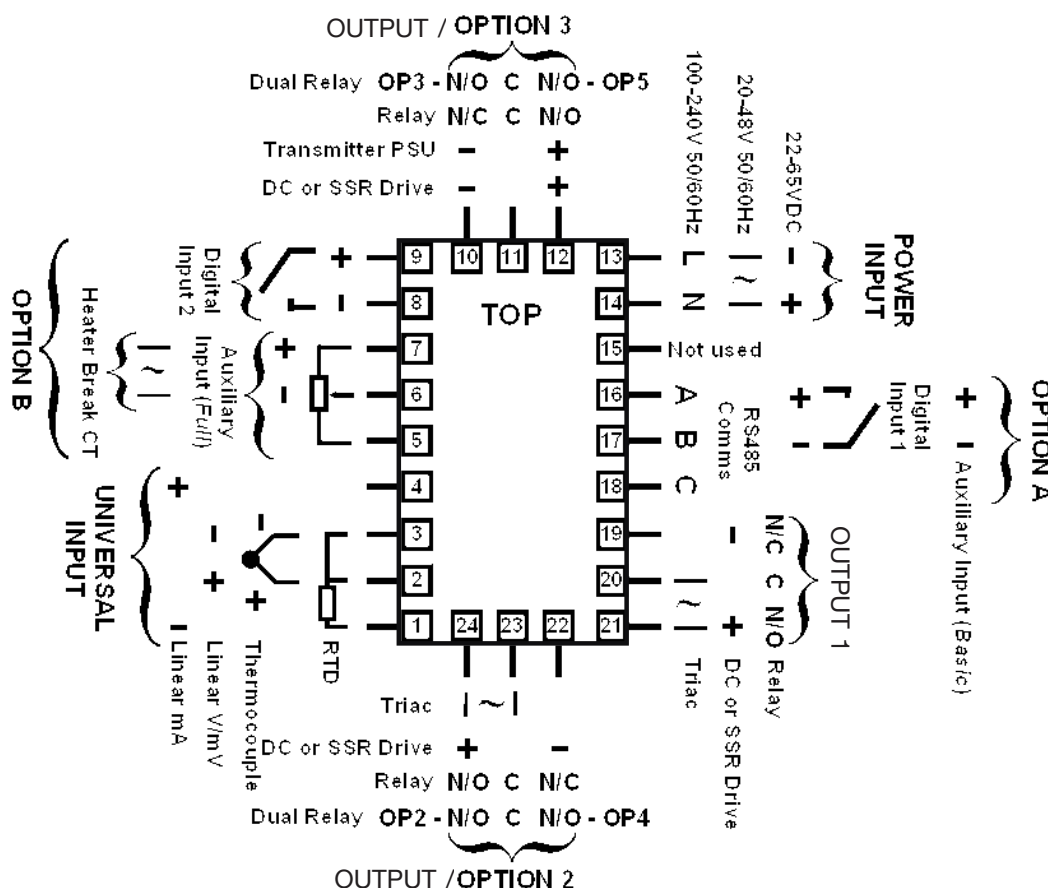 OUTPUT / OPTION 3
Dual Relay OP3 - N/O C N/O - OP5
Relay N/C C N/O
Transmitter PSU - +
DC or SSR Drive - +
100-240V 50/60Hz
20-48V 50/60Hz
22-65VDC
L
N
~
-
+
POWER
INPUT
9
8
7
6
5
4
3
2
1
10
11
12
TOP
13
14
15
16
17
18
19
20
21
24
23
22
+
-
Digital
Input 2
+
-
Auxiliary
Input (Full)
~
Heater Break CT
OPTION B
Not used
A
B
C
RS485
Comms
+
-
Digital
Input 1
+
-
Auxiliary Input (Basic)
OPTION A
UNIVERSAL
INPUT
+
-
Linear mA
-
+
Linear V/mV
-
+
Thermocouple
RTD
~
Triac
-
+
DC or SSR Drive
N/C C N/O Relay
OUTPUT 1
Triac ~
DC or SSR Drive + -
Relay N/O C N/C
Dual Relay OP2 - N/O C N/O - OP4
OUTPUT / OPTION 2